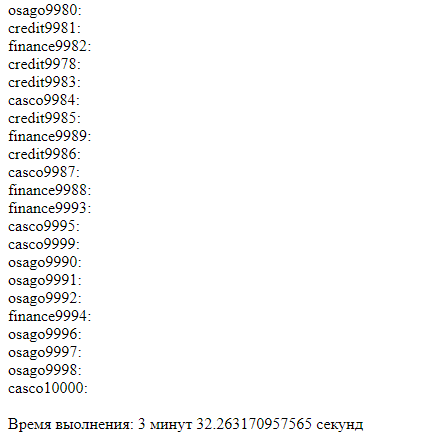 osago9980:
credit9981:
finance9982:
credit9978:
credit9983:
casco9984:
credit9985:
finance9989:
credit9986:
casco9987:
finance9988:
finance9993:
casco9995:
casco9999:
osago9990:
osago9991:
osago9992:
finance9994:
osago9996:
osago9997:
osago9998:
casco10000:
Время выолнения: 3 минут 32.263170957565 секунд